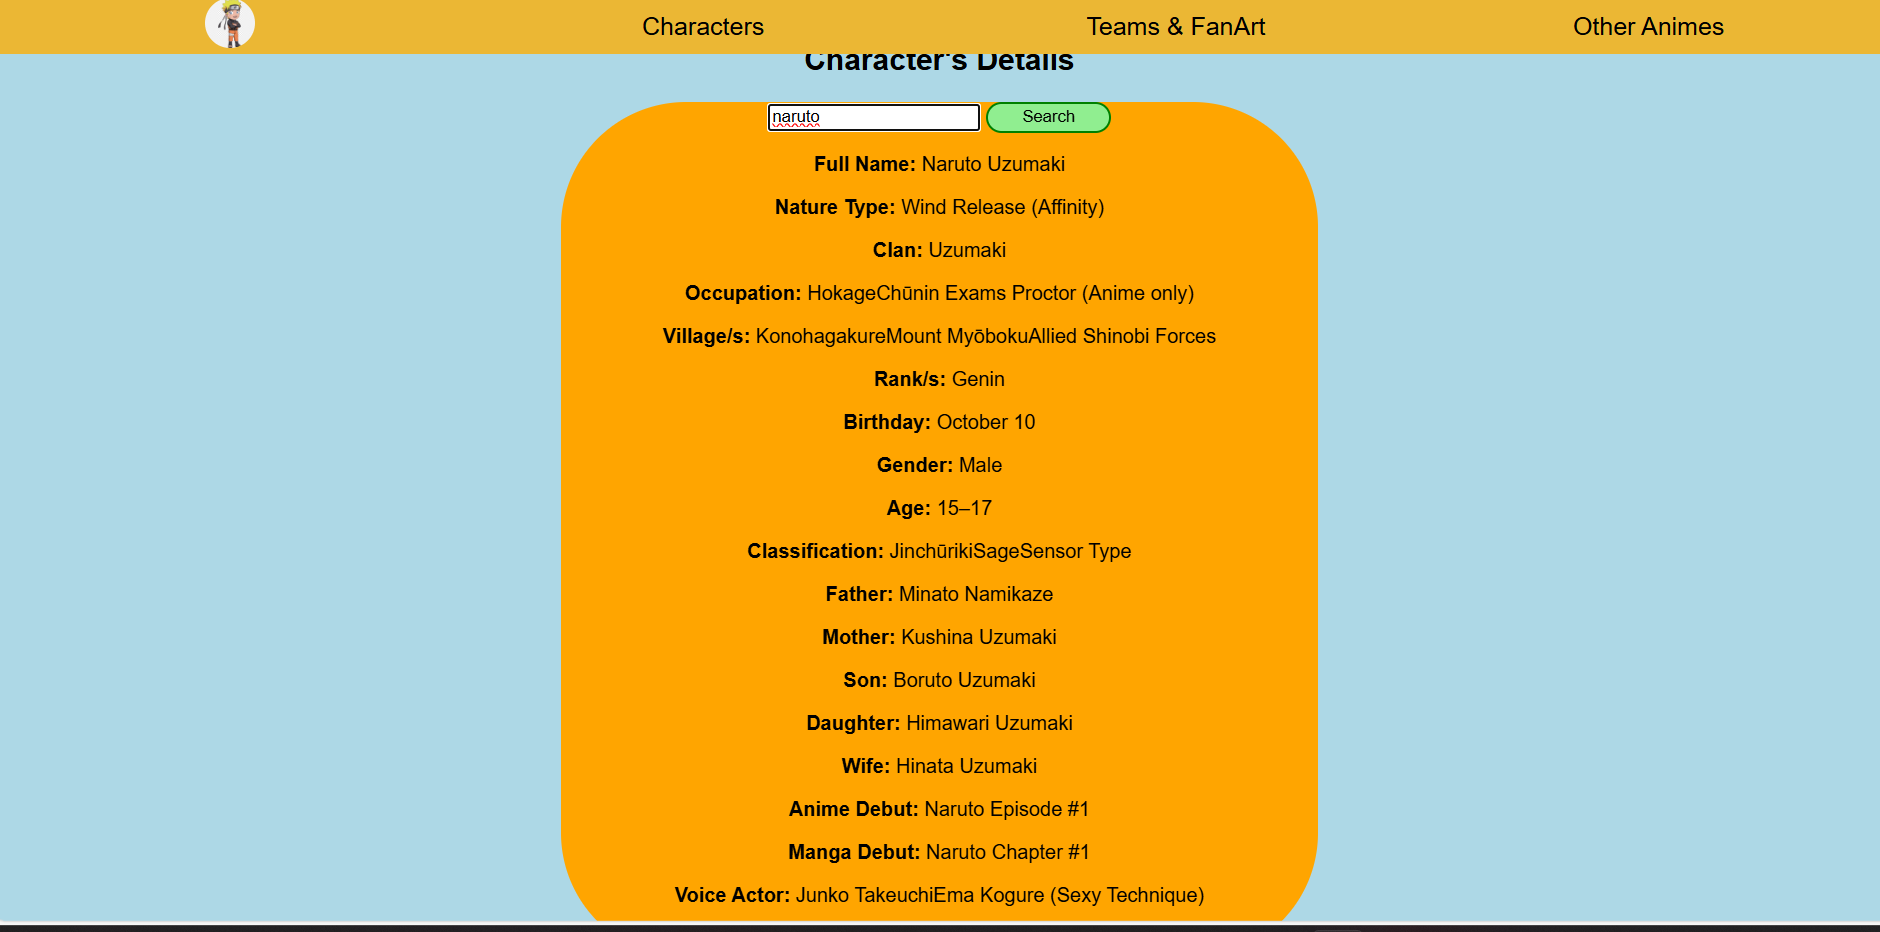 Characters
Teams & FanArt
Other Animes
Character's Details
naruto
Search
Full Name: Naruto Uzumaki
Nature Type: Wind Release (Affinity)
Clan: Uzumaki
Occupation: HokageChūnin Exams Proctor (Anime only)
Village/s: KonohagakureMount MyōbokuAllied Shinobi Forces
Rank/s: Genin
Birthday: October 10
Gender: Male
Age: 15–17
Classification: JinchūrikiSageSensor Type
Father: Minato Namikaze
Mother: Kushina Uzumaki
Son: Boruto Uzumaki
Daughter: Himawari Uzumaki
Wife: Hinata Uzumaki
Anime Debut: Naruto Episode #1
Manga Debut: Naruto Chapter #1
Voice Actor: Junko TakeuchiEma Kogure (Sexy Technique)